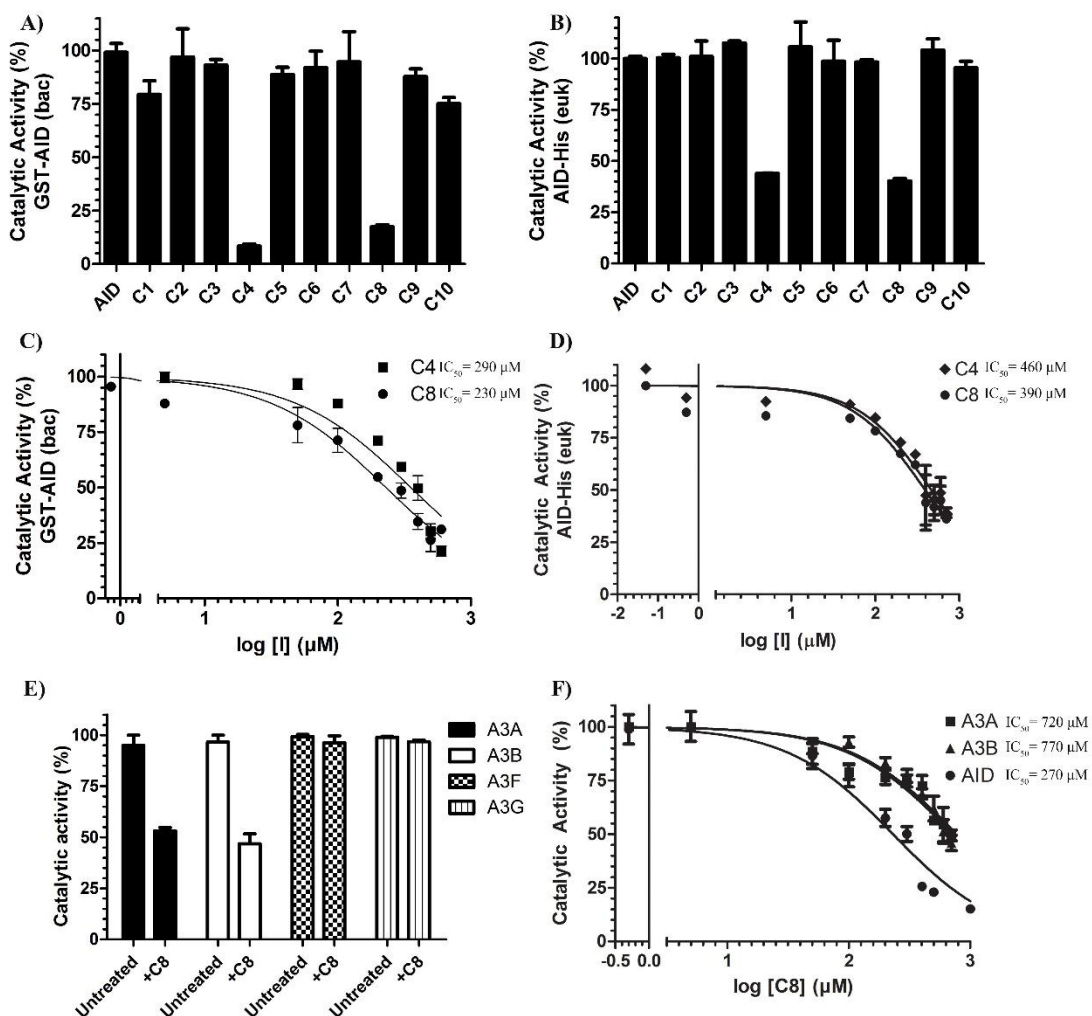 A)
Catalytic Activity (%)
GST-AID (bac)
100
75
50
25
0
AID C1 C2 C3 C4 C5 C6 C7 C8 C9 C10
B)
Catalytic Activity (%)
AID-His (euk)
125
100
75
50
25
0
AID C1 C2 C3 C4 C5 C6 C7 C8 C9 C10
C)
Catalytic Activity (%)
GST-AID (bac)
100
75
50
25
0
0 1 2 3
log [I] (µM)
C4 IC50= 290 µM
C8 IC50= 230 µM
D)
Catalytic Activity (%)
AID-His (euk)
125
100
75
50
25
0
-2 -1 0 1 2 3
log [I] (µM)
C4 IC50= 460 µM
C8 IC50= 390 µM
E)
Catalytic activity (%)
100
75
50
25
0
Untreated +C8 Untreated +C8 Untreated +C8 Untreated +C8
A3A
A3B
A3F
A3G
F)
Catalytic Activity (%)
100
75
50
25
0
-0.5 0.0 1 2 3
log [C8] (µM)
A3A IC50= 720 µM
A3B IC50= 770 µM
AID IC50= 270 µM